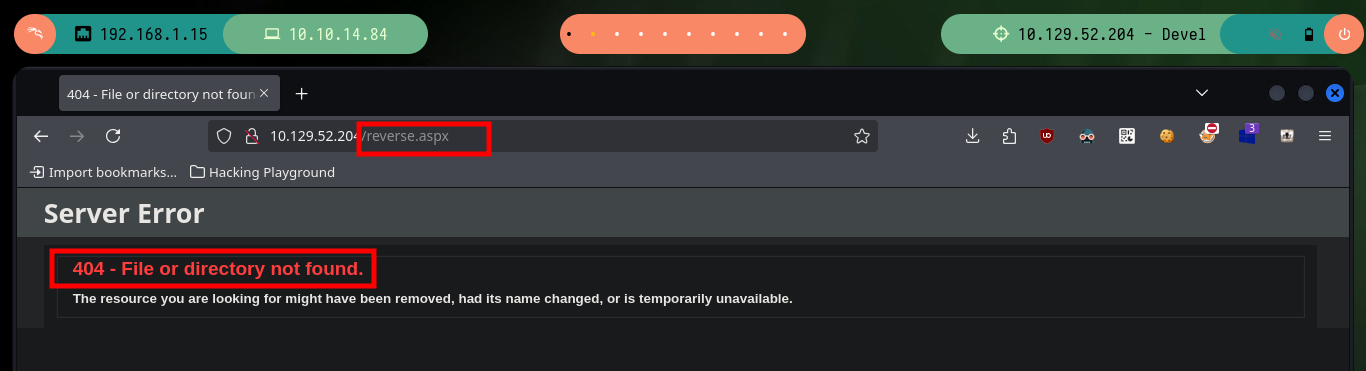 192.168.1.15
10.10.14.84
10.129.52.204 - Devel
404 - File or directory not foun
10.129.52.204/reverse.aspx
3
Import bookmarks...
Hacking Playground
Server Error
404 - File or directory not found.
The resource you are looking for might have been removed, had its name changed, or is temporarily unavailable.